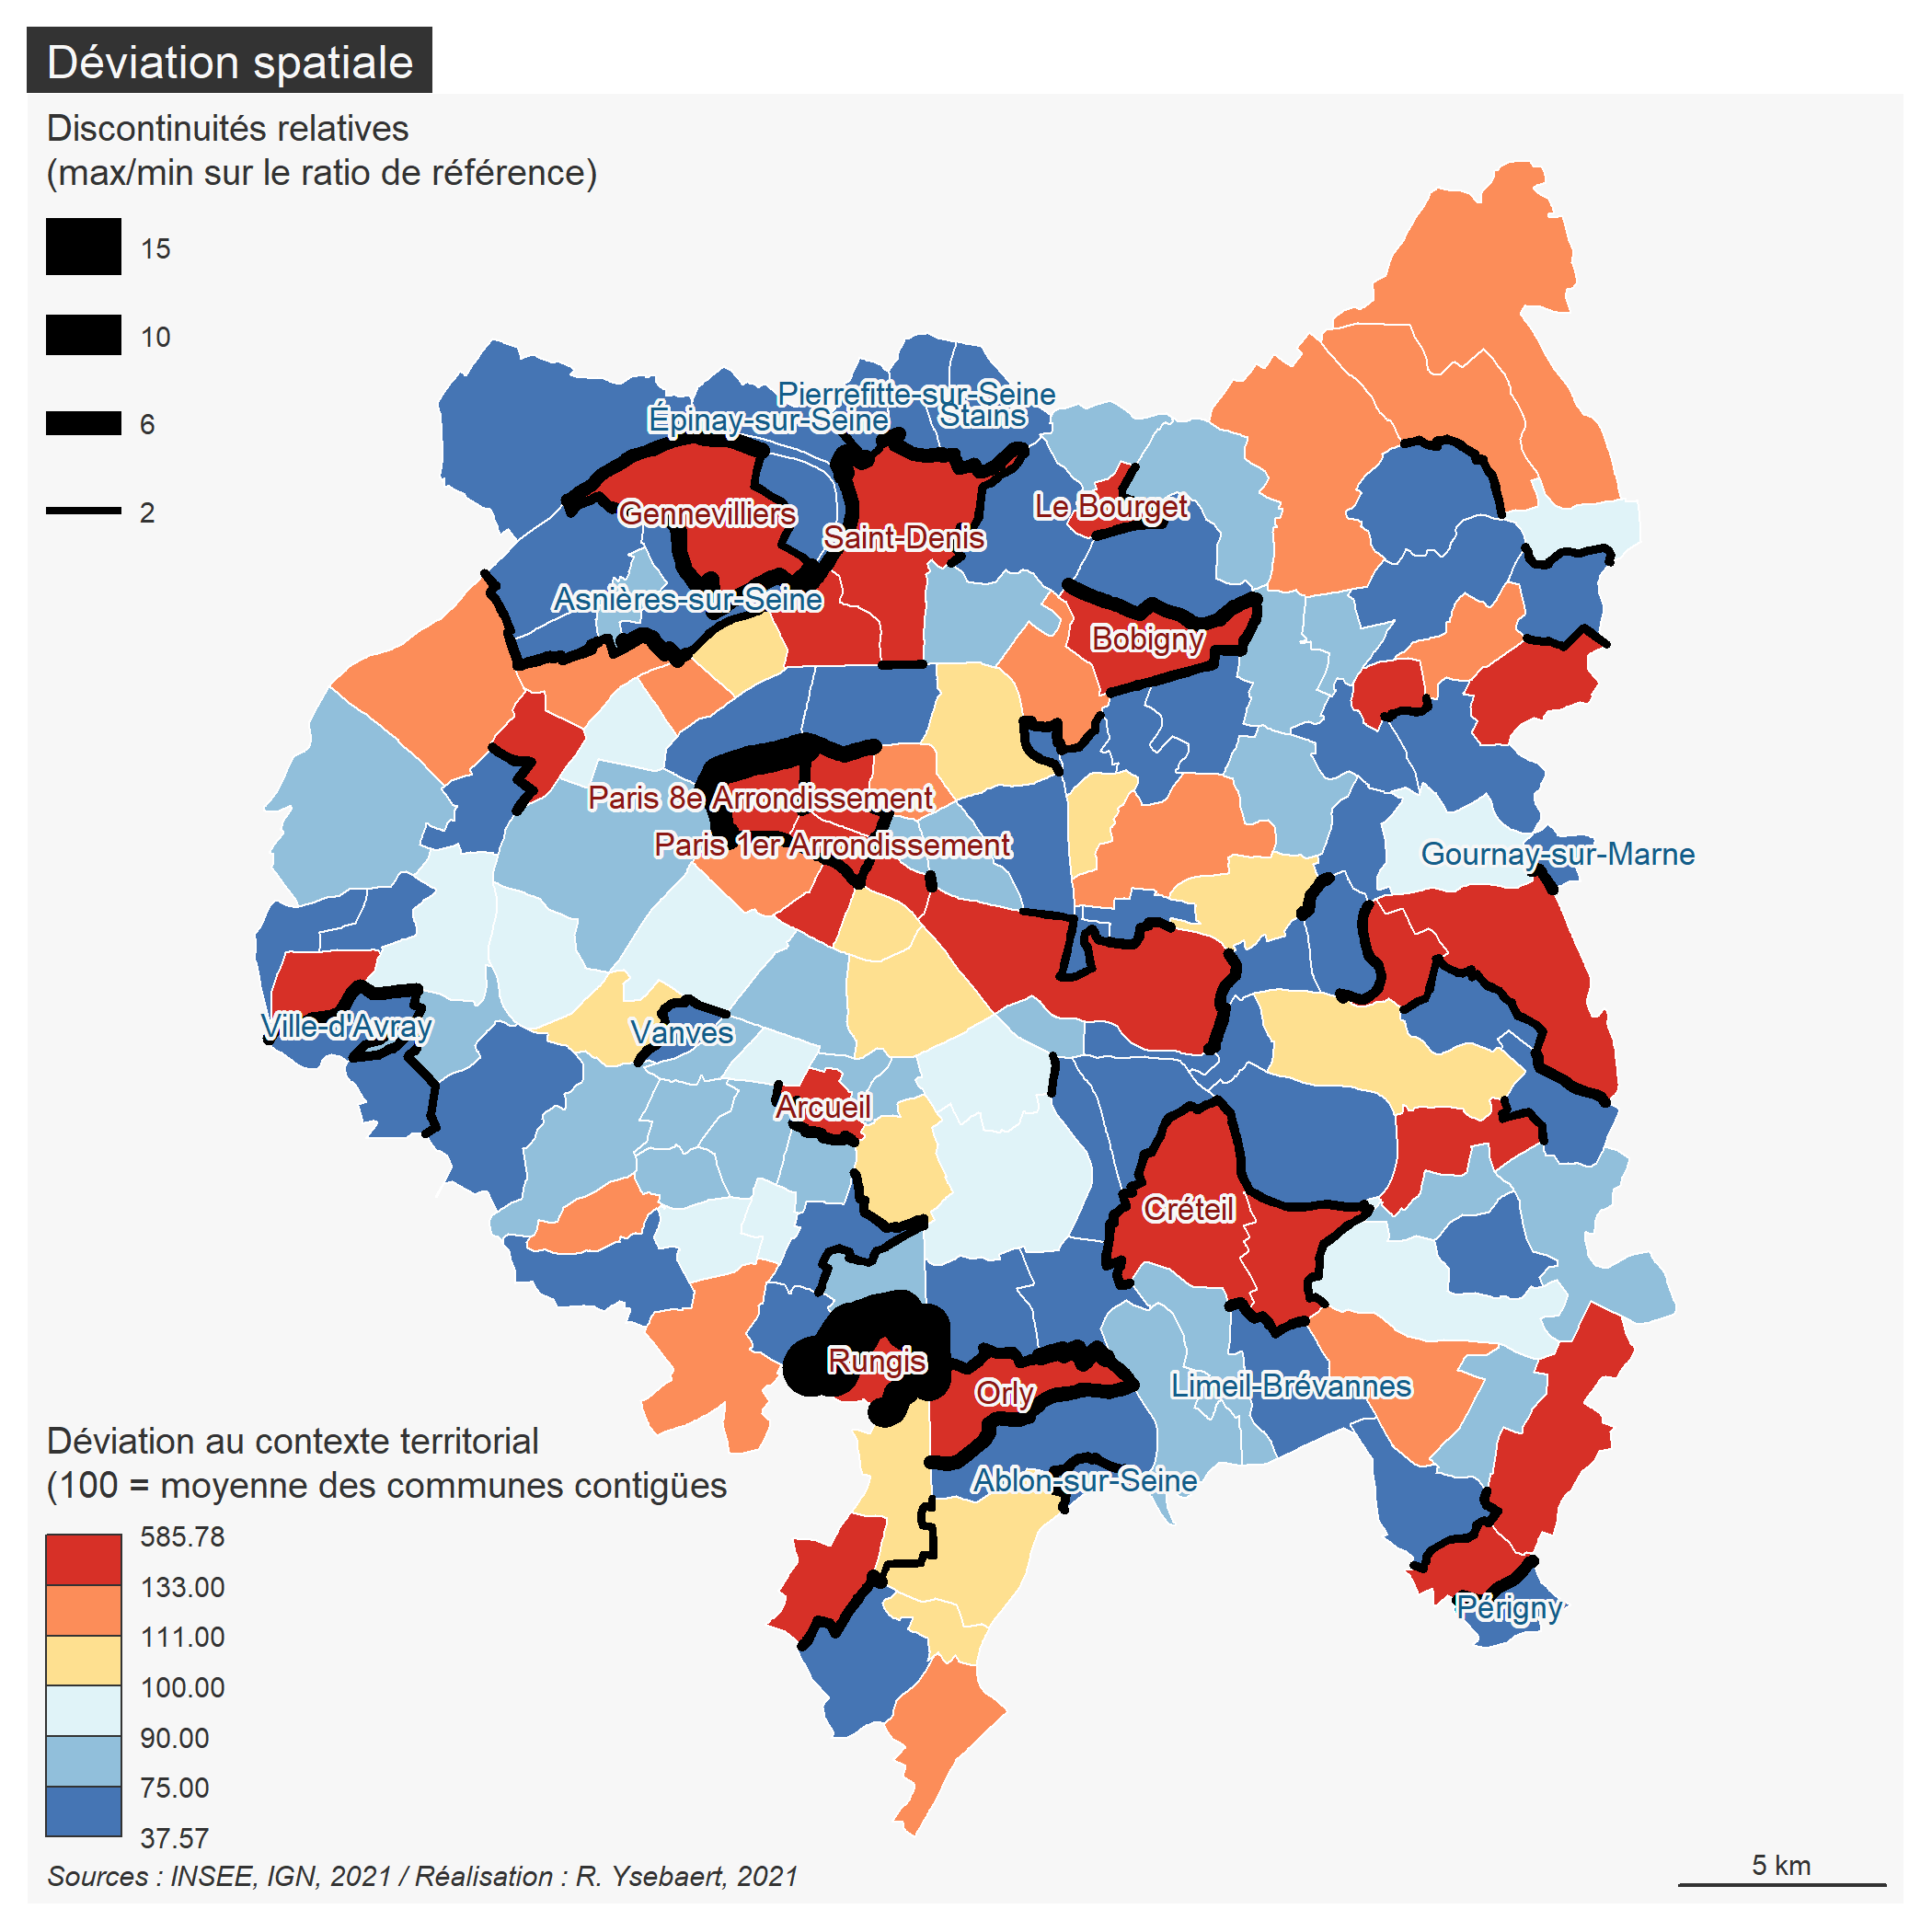 Déviation spatiale
Discontinuités relatives
(max/min sur le ratio de référence)
15
10
6
2
Pierrefitte-sur-Seine
Épinay-sur-Seine
Stains
Gennevilliers
Le Bourget
Saint-Denis
Asnières-sur-Seine
Bobigny
Paris 8e Arrondissement
Paris 1er Arrondissement
Gournay-sur-Marne
Ville-d'Avray
Vanves
Arcueil
Créteil
Rungis
Orly
Limeil-Brévannes
Ablon-sur-Seine
Périgny
Déviation au contexte territorial
(100 = moyenne des communes contigües
585.78
133.00
111.00
100.00
90.00
75.00
37.57
Sources : INSEE, IGN, 2021 / Réalisation : R. Ysebaert, 2021
5 km